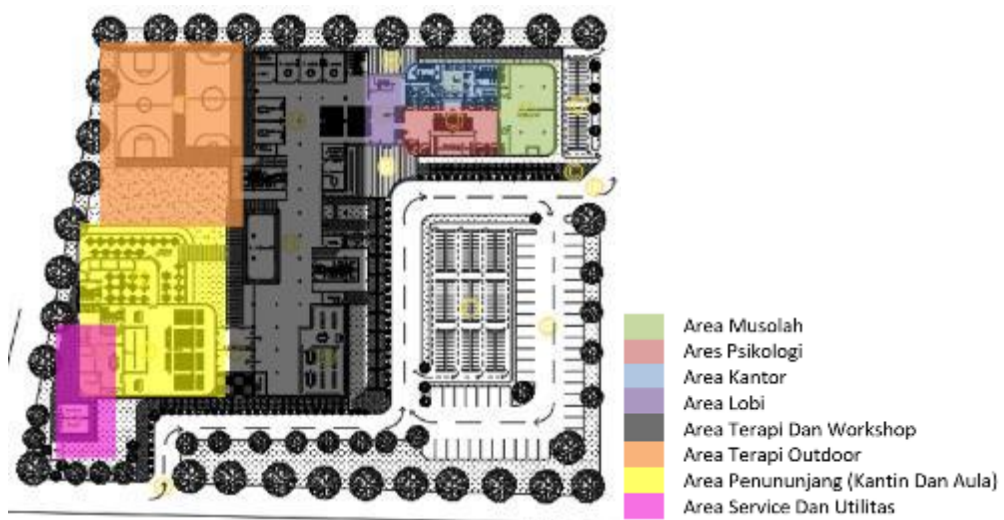 Area Musolah
Ares Psikologi
Area Kantor
Area Lobi
Area Terapi Dan Workshop
Area Terapi Outdoor
Area Penununjang (Kantin Dan Aula)
Area Service Dan Utilitas